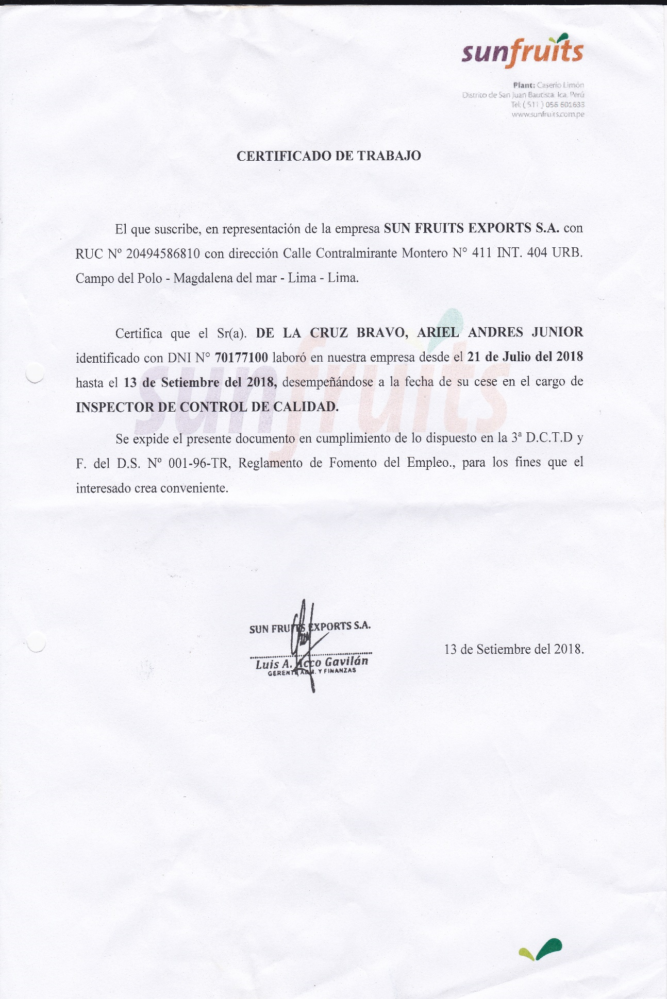 sunfruits
Plant: Caserío Limón
Distrito de San Juan Bautista. Ica, Perú
Tel: ( 511 ) 056 601633
www.sunfruits.com.pe
CERTIFICADO DE TRABAJO
El que suscribe, en representación de la empresa SUN FRUITS EXPORTS S.A. con
RUC Nº 20494586810 con dirección Calle Contralmirante Montero N° 411 INT. 404 URB.
Campo del Polo - Magdalena del mar - Lima - Lima.
Certifica que el Sr(a). DE LA CRUZ BRAVO, ARIEL ANDRES JUNIOR
identificado con DNI N° 70177100 laboró en nuestra empresa desde el 21 de Julio del 2018
hasta el 13 de Setiembre del 2018, desempeñándose a la fecha de su cese en el cargo de
INSPECTOR DE CONTROL DE CALIDAD.
sunfruits
Se expide el presente documento en cumplimiento de lo dispuesto en la 3ª D.C.T.D y
F. del D.S. Nº 001-96-TR, Reglamento de Fomento del Empleo., para los fines que el
interesado crea conveniente.
SUN FRUITS EXPORTS S.A.
13 de Setiembre del 2018.
Luis A. Gavilán
GERENTE ADM. Y FINANZAS